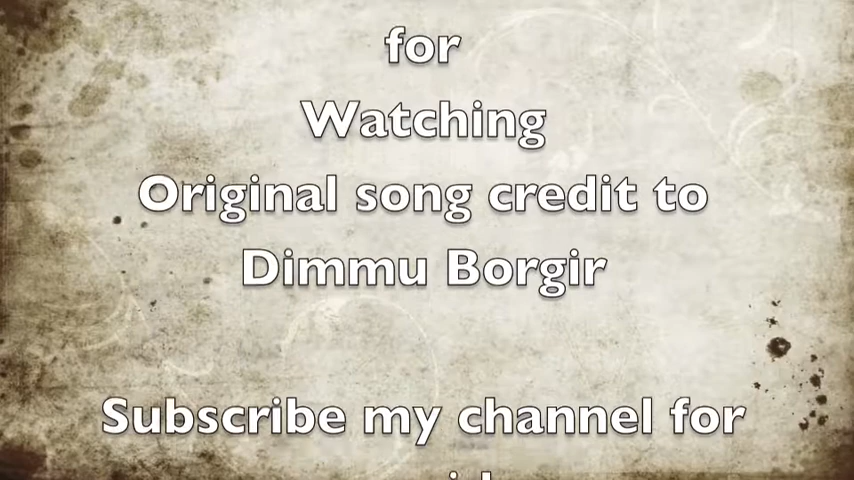 for
Watching
Original song credit to
Dimmu Borgir
Subscribe my channel for